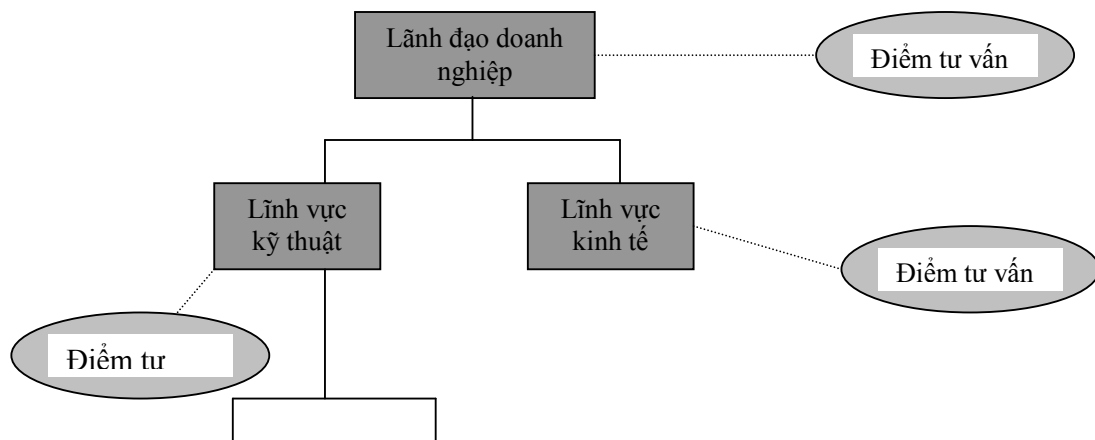 Lãnh đạo doanh
nghiệp
Điểm tư vấn
Lĩnh vực
kỹ thuật
Lĩnh vực
kinh tế
Điểm tư vấn
Điểm tư